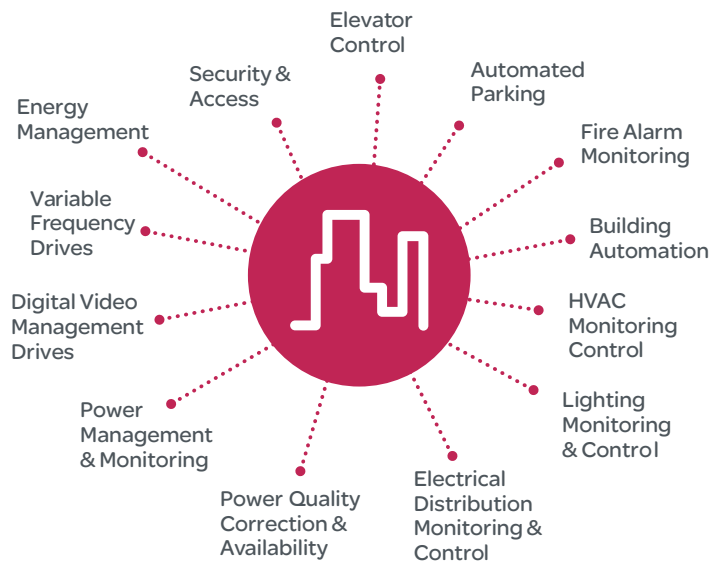 Elevator
Control
Automated
Parking
Fire Alarm
Monitoring
Building
Automation
HVAC
Monitoring
Control
Lighting
Monitoring
& Control
Electrical
Distribution
Monitoring &
Control
Power Quality
Correction &
Availability
Power
Management
& Monitoring
Digital Video
Management
Drives
Variable
Frequency
Drives
Energy
Management
Security &
Access